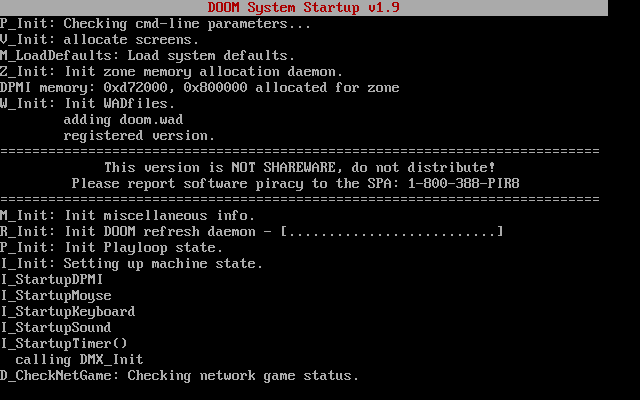 DOOM System Startup v1.9
P_Init: Checking cmd-line parameters...
V_Init: allocate screens.
M_LoadDefaults: Load system defaults.
Z_Init: Init zone memory allocation daemon.
DPMI memory: 0xd72000, 0x800000 allocated for zone
W_Init: Init WADfiles.
        adding doom.wad
        registered version.
===========================================================================
             This version is NOT SHAREWARE, do not distribute!
         Please report software piracy to the SPA: 1-800-388-PIR8
===========================================================================
M_Init: Init miscellaneous info.
R_Init: Init DOOM refresh daemon - [..........................]
P_Init: Init Playloop state.
I_Init: Setting up machine state.
I_StartupDPMI
I_StartupMoyse
I_StartupKeyboard
I_StartupSound
I_StartupTimer()
  calling DMX_Init
D_CheckNetGame: Checking network game status.